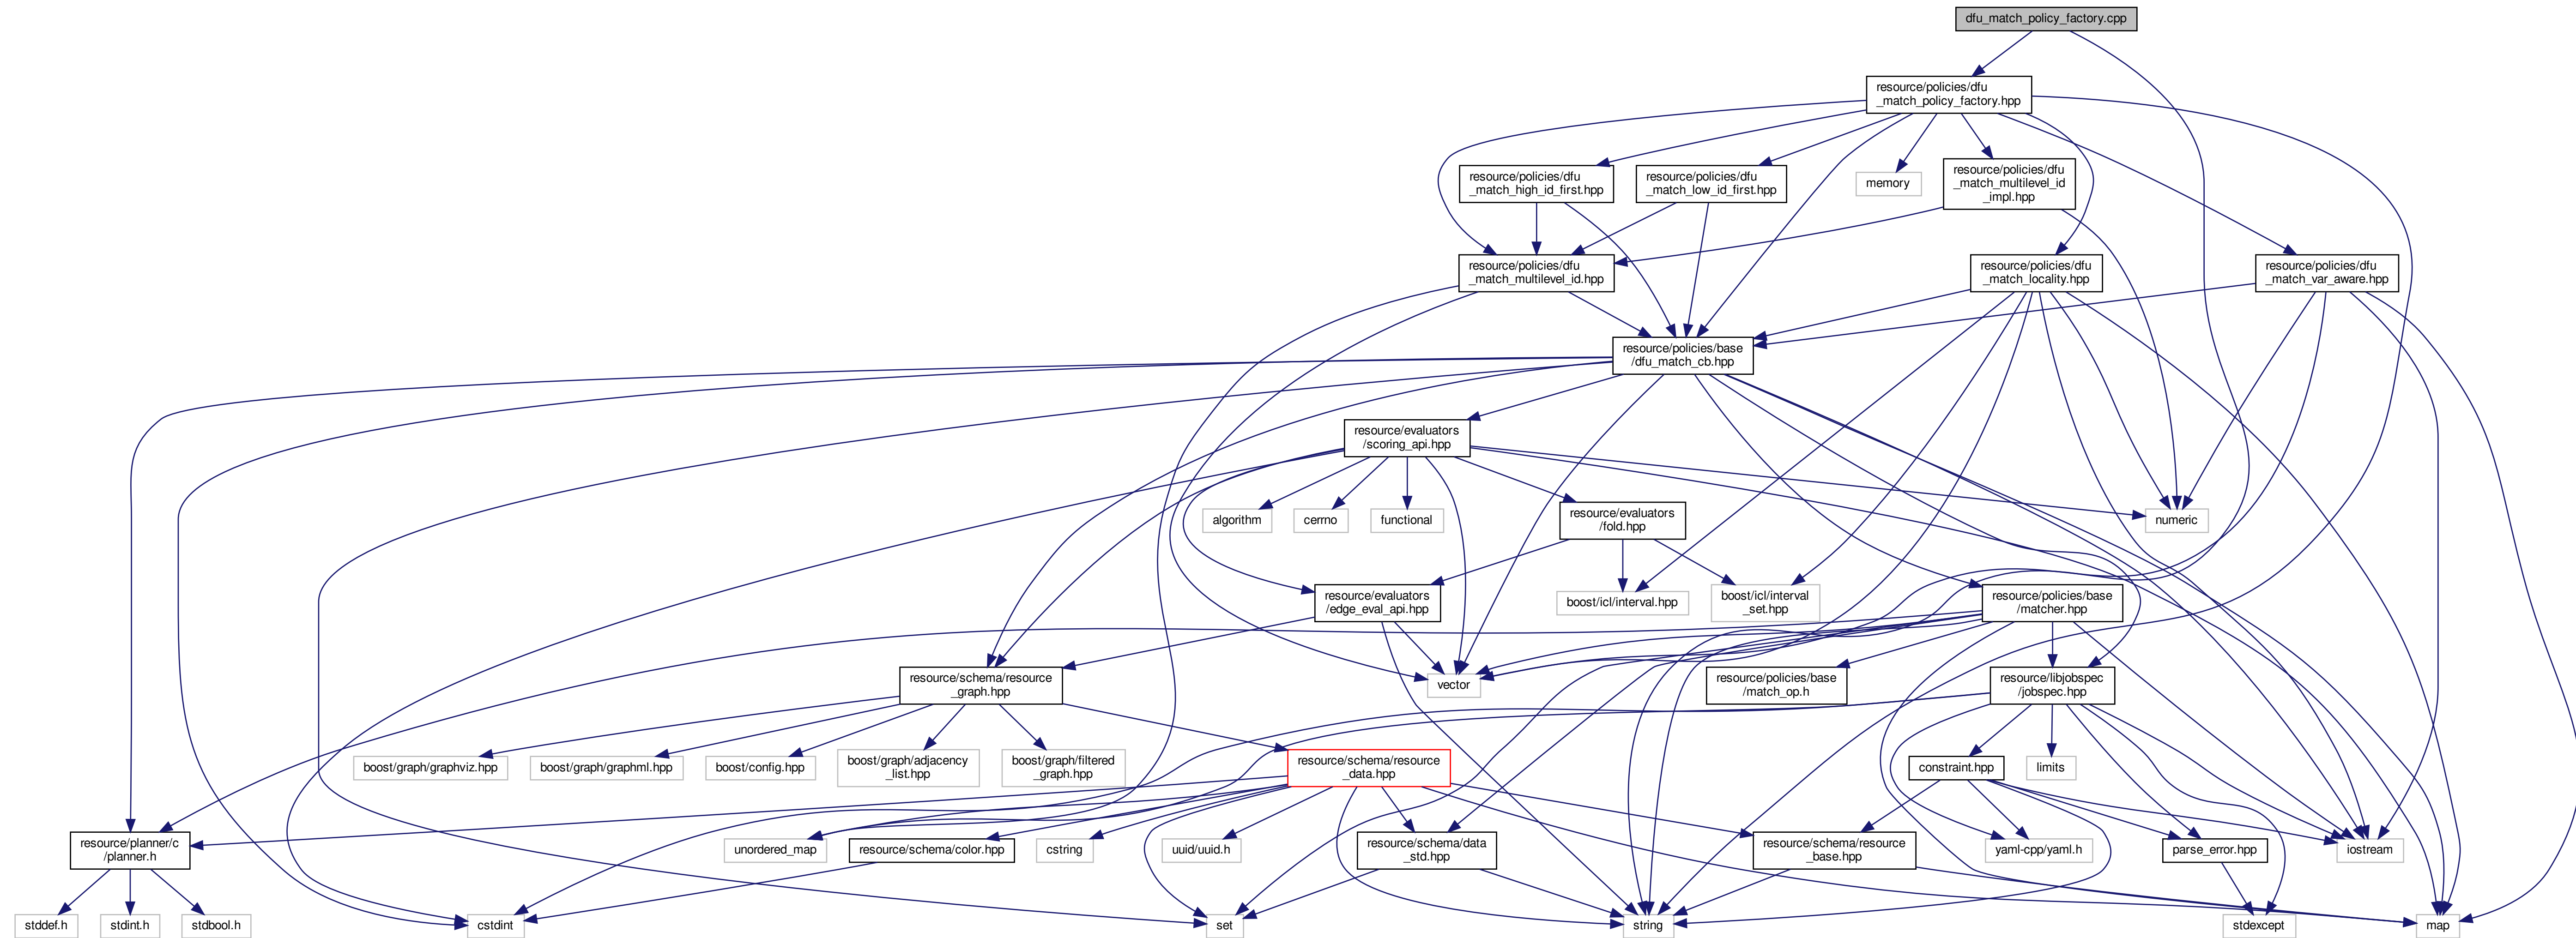 dfu_match_policy_factory.cpp
resource/policies/dfu
_match_policy_factory.hpp
resource/policies/dfu
_match_high_id_first.hpp
resource/policies/dfu
_match_low_id_first.hpp
memory
resource/policies/dfu
_match_multilevel_id
_impl.hpp
resource/policies/dfu
_match_multilevel_id.hpp
resource/policies/dfu
_match_locality.hpp
resource/policies/dfu
_match_var_aware.hpp
resource/policies/base
/dfu_match_cb.hpp
resource/evaluators
/scoring_api.hpp
algorithm
cerrno
functional
resource/evaluators
/fold.hpp
numeric
resource/evaluators
/edge_eval_api.hpp
boost/icl/interval.hpp
boost/icl/interval
_set.hpp
resource/policies/base
/matcher.hpp
resource/schema/resource
_graph.hpp
vector
resource/policies/base
/match_op.h
resource/libjobspec
/jobspec.hpp
boost/graph/graphviz.hpp
boost/graph/graphml.hpp
boost/config.hpp
boost/graph/adjacency
_list.hpp
boost/graph/filtered
_graph.hpp
resource/schema/resource
_data.hpp
constraint.hpp
limits
resource/planner/c
/planner.h
unordered_map
resource/schema/color.hpp
cstring
uuid/uuid.h
resource/schema/data
_std.hpp
resource/schema/resource
_base.hpp
yaml-cpp/yaml.h
parse_error.hpp
iostream
stddef.h
stdint.h
stdbool.h
cstdint
set
string
stdexcept
map